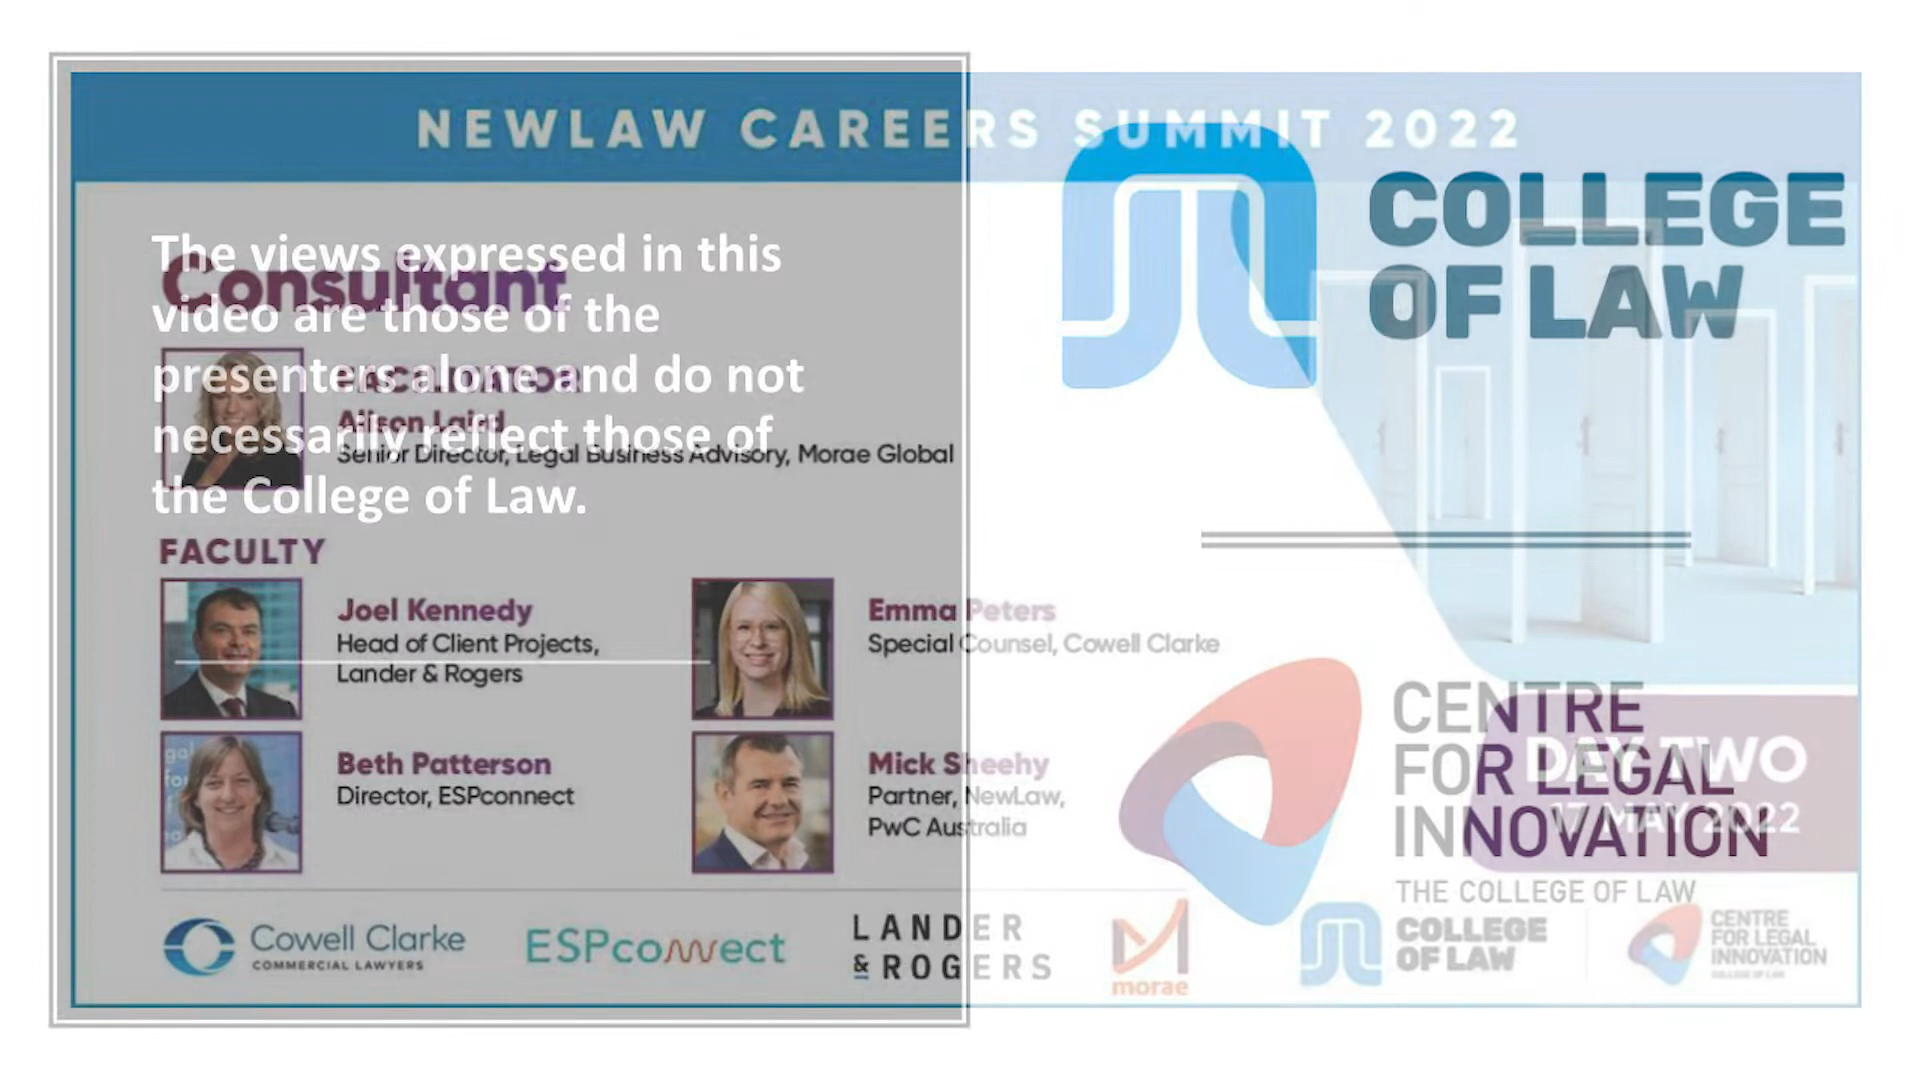 NEWLAW CAREERS SUMMIT 2022
The views expressed in this
video are those of the
presenters alone and do not
necessarily reflect those of
the College of Law.
Consultant
FACILITATOR
Alison Laird
Senior Director, Legal Business Advisory, Morae Global
FACULTY
Joel Kennedy
Head of Client Projects,
Lander & Rogers
Emma Peters
Special Counsel, Cowell Clarke
Beth Patterson
Director, ESPconnect
Mick Sheehy
Partner, NewLaw,
PwC Australia
COLLEGE
OF LAW
CENTRE
FOR LEGAL
INNOVATION
THE COLLEGE OF LAW
DAY TWO
17 MAY 2022
Cowell Clarke
COMMERCIAL LAWYERS
ESPconnect
LANDER
& ROGERS
morae
COLLEGE
OF LAW
CENTRE
FOR LEGAL
INNOVATION
COLLEGE OF LAW